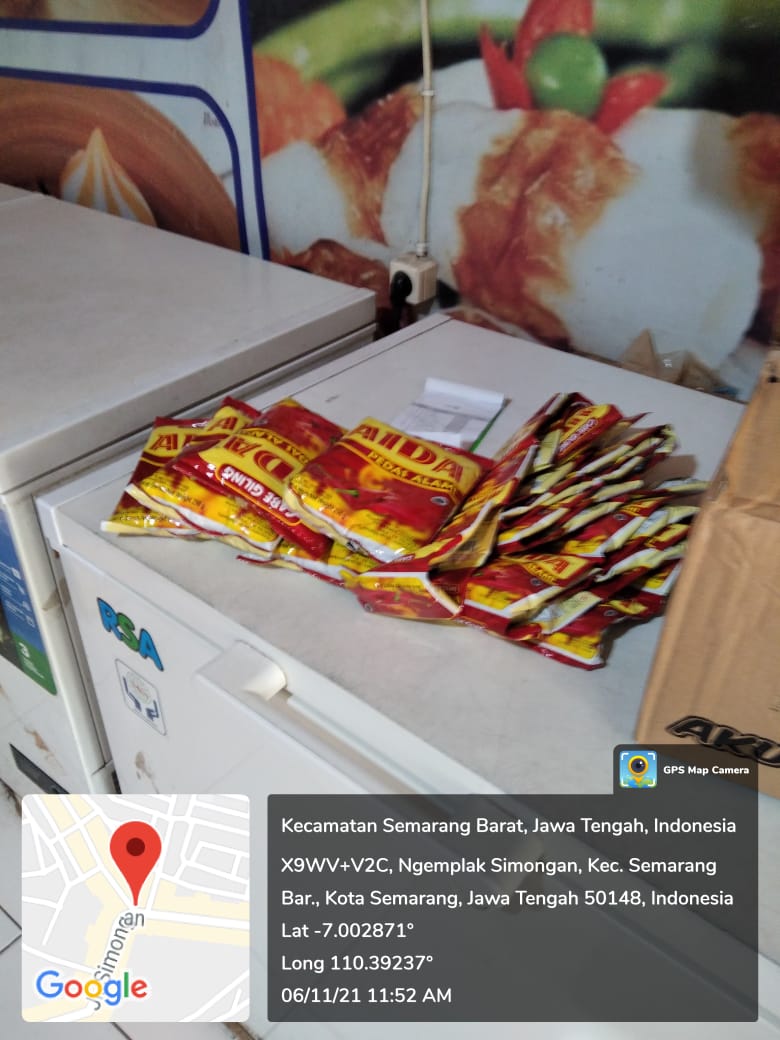 AIDA
PEDAS ALAMI
CABE GILING
RSA
3
AKU
GPS Map Camera
Kecamatan Semarang Barat, Jawa Tengah, Indonesia
X9WV+V2C, Ngemplak Simongan, Kec. Semarang
Bar., Kota Semarang, Jawa Tengah 50148, Indonesia
Lat -7.002871°
Long 110.39237°
06/11/21 11:52 AM
Simongan
Google